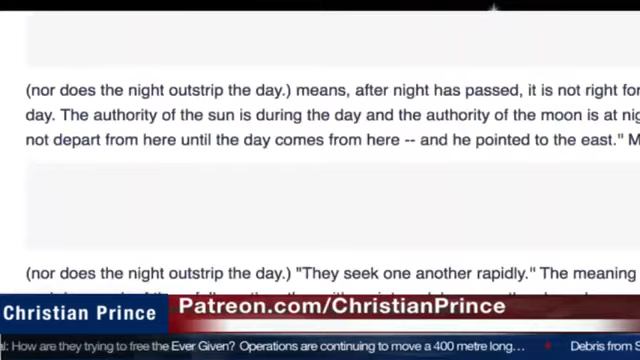 (nor does the night outstrip the day.) means, after night has passed, it is not right for
day. The authority of the sun is during the day and the authority of the moon is at nig
not depart from here until the day comes from here -- and he pointed to the east." M
(nor does the night outstrip the day.) "They seek one another rapidly." The meaning
Christian Prince
Patreon.com/ChristianPrince
al: How are they trying to free the Ever Given? Operations are continuing to move a 400 metre long... Debris from S